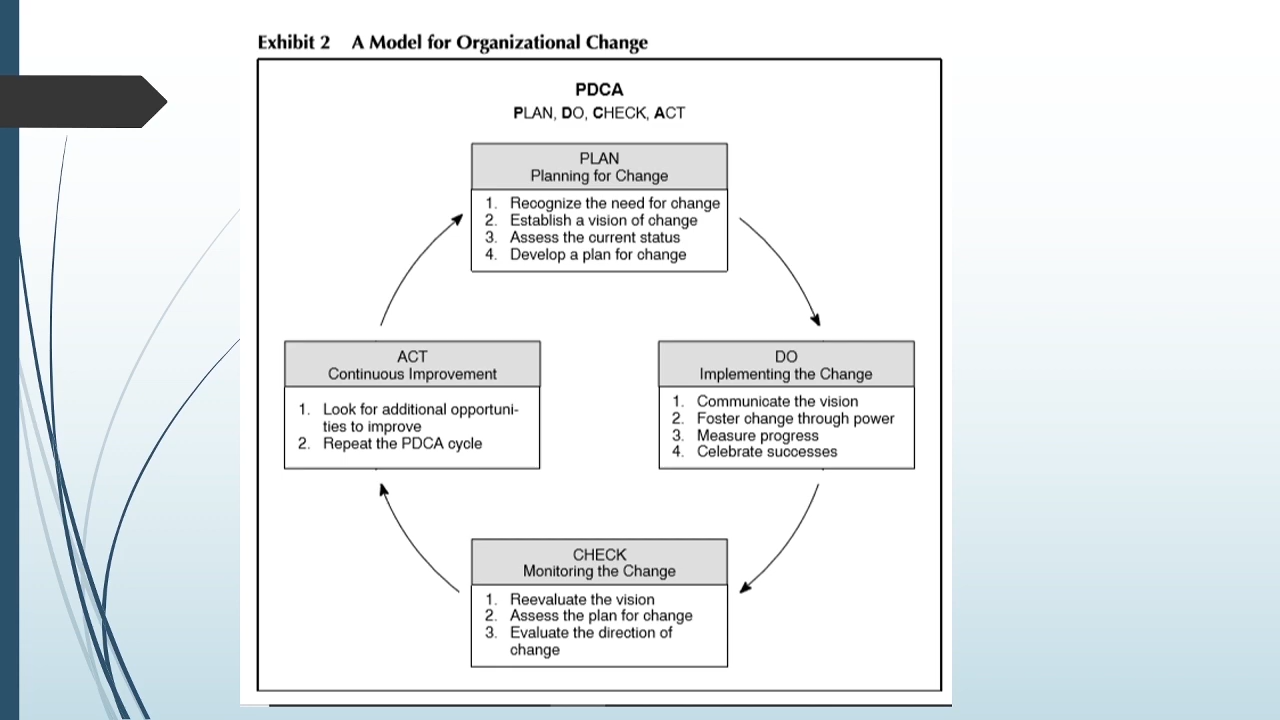 Exhibit 2 A Model for Organizational Change
PDCA
PLAN, DO, CHECK, ACT
PLAN
Planning for Change
1. Recognize the need for change
2. Establish a vision of change
3. Assess the current status
4. Develop a plan for change
DO
Implementing the Change
1. Communicate the vision
2. Foster change through power
3. Measure progress
4. Celebrate successes
CHECK
Monitoring the Change
1. Reevaluate the vision
2. Assess the plan for change
3. Evaluate the direction of
change
ACT
Continuous Improvement
1. Look for additional opportuni-
ties to improve
2. Repeat the PDCA cycle